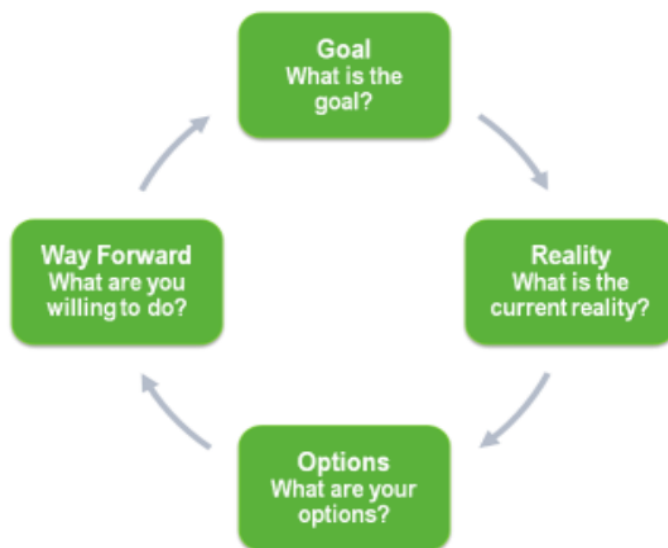 Goal
What is the
goal?
Reality
What is the
current reality?
Options
What are your
options?
Way Forward
What are you
willing to do?